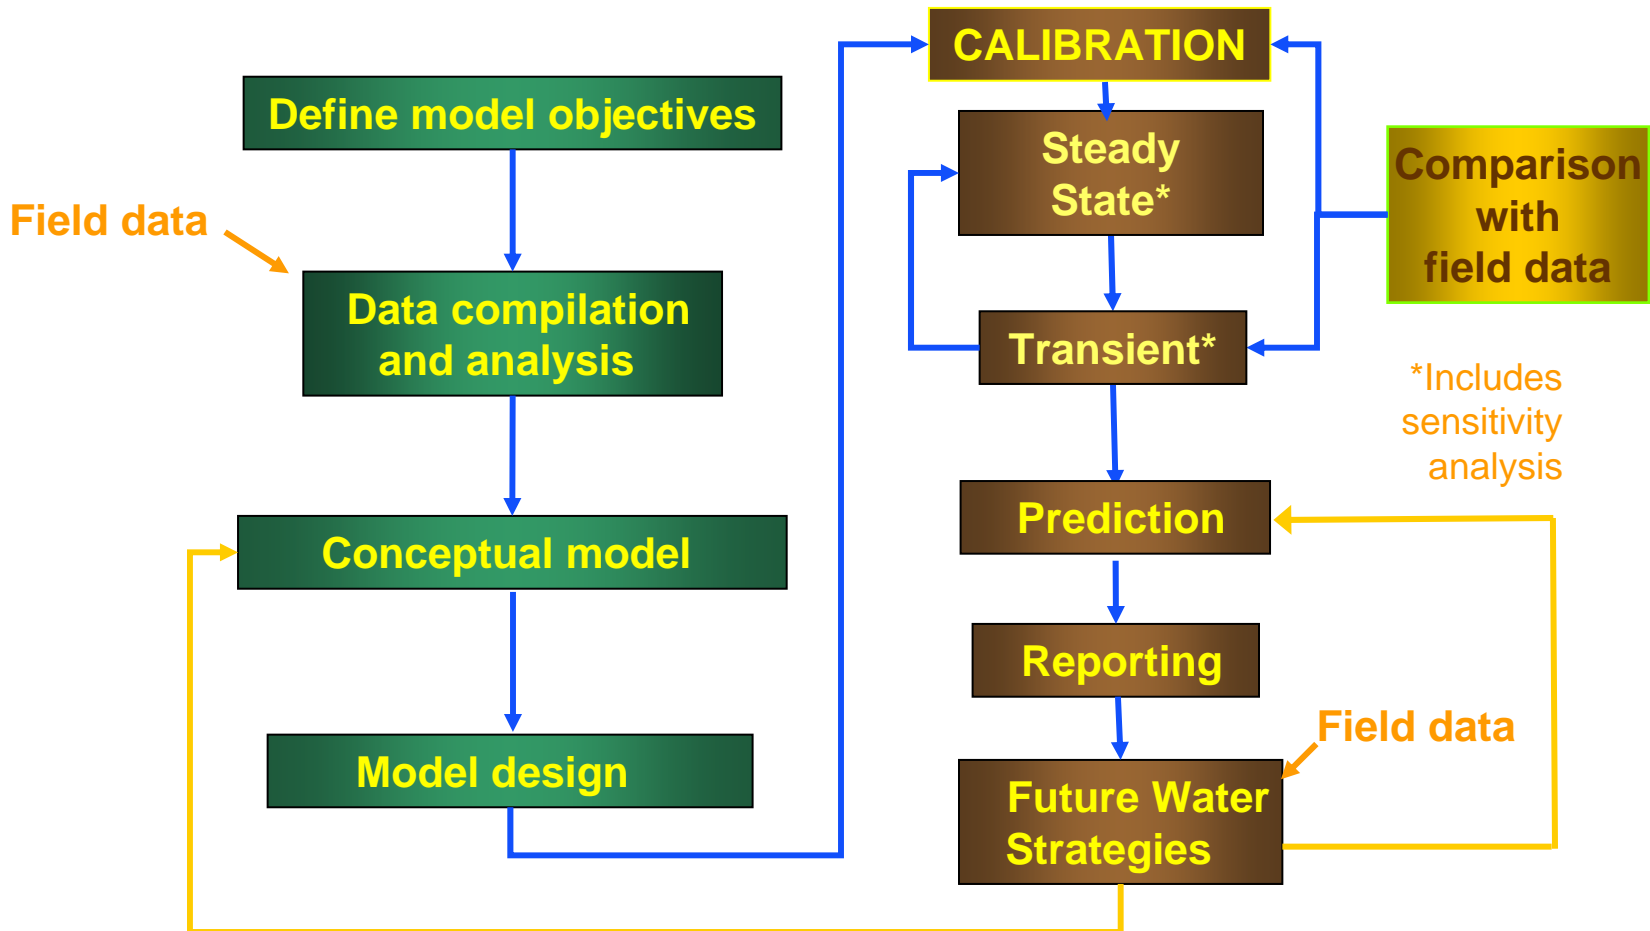 Define model objectives
Field data
Data compilation
and analysis
Conceptual model
Model design
CALIBRATION
Steady
State*
Transient*
Comparison
with
field data
*Includes
sensitivity
analysis
Prediction
Reporting
Field data
Future Water
Strategies